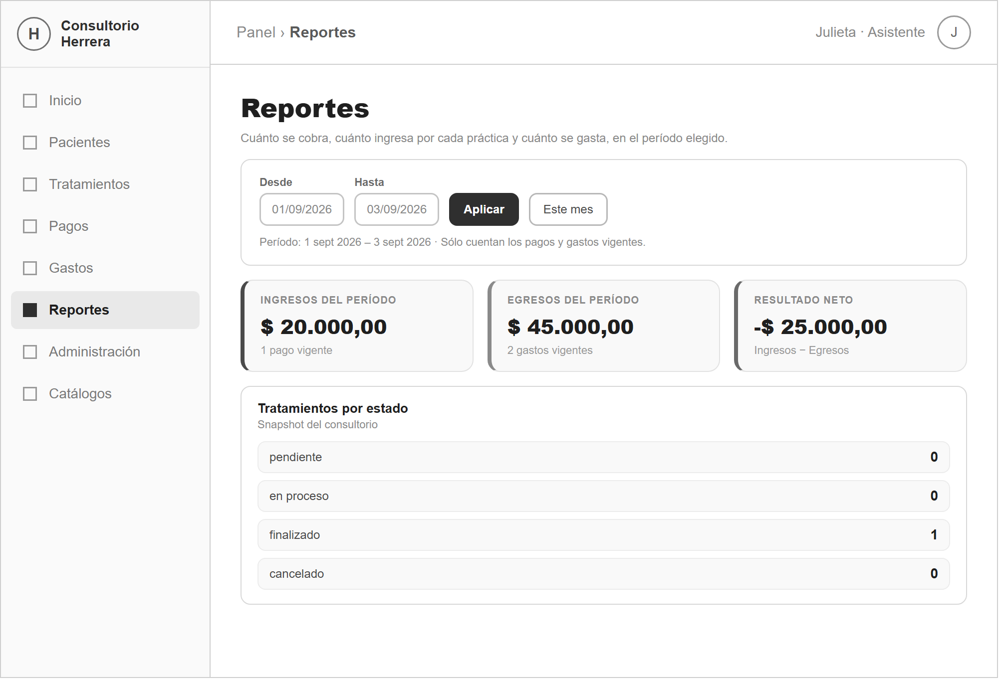 H
Consultorio
Herrera
Panel › Reportes
Julieta · Asistente
J
Inicio
Pacientes
Tratamientos
Pagos
Gastos
Reportes
Administración
Catálogos
Reportes
Cuánto se cobra, cuánto ingresa por cada práctica y cuánto se gasta, en el período elegido.
Desde
Hasta
01/09/2026
03/09/2026
Aplicar
Este mes
Período: 1 sept 2026 – 3 sept 2026 · Sólo cuentan los pagos y gastos vigentes.
INGRESOS DEL PERÍODO
$ 20.000,00
1 pago vigente
EGRESOS DEL PERÍODO
$ 45.000,00
2 gastos vigentes
RESULTADO NETO
-$ 25.000,00
Ingresos − Egresos
Tratamientos por estado
Snapshot del consultorio
pendiente 0
en proceso 0
finalizado 1
cancelado 0